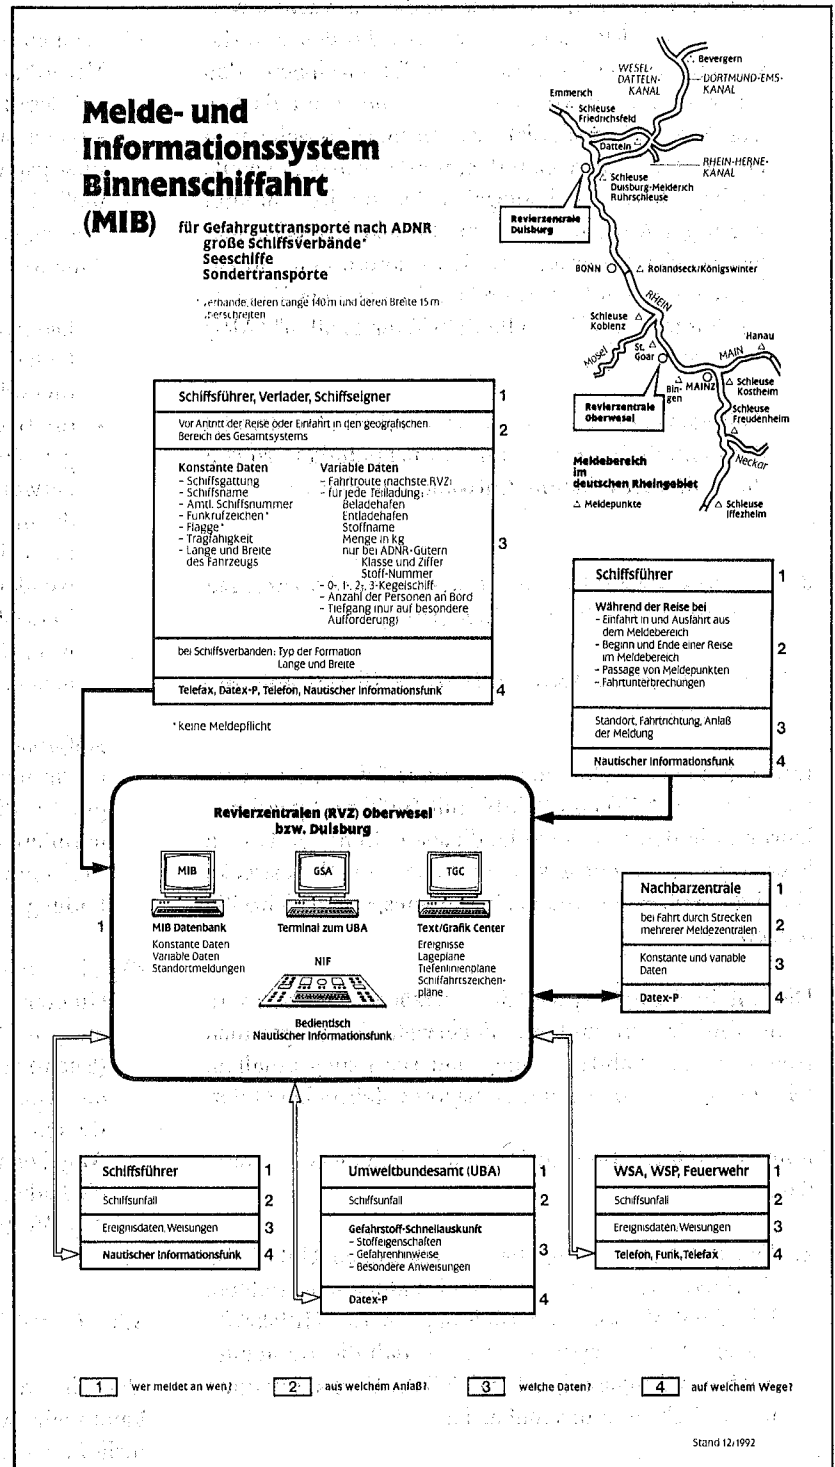 Melde- und
Informationssystem
Binnenschiffahrt
(MIB)
für Gefahrguttransporte nach ADNR
große Schiffsverbände*
Seeschiffe
Sondertransporte
deren Länge 140 m und deren Breite 15 m
Bevergern
WESEL-
DATTELN-
KANAL
DORTMUND-EMS-
KANAL
Emmerich
Schleuse
Friedrichsfeld
Datteln
RHEIN-HERNE-
KANAL
Schleuse
Duisburg-Meiderich
Ruhrschleuse
Revierzentrale
Duisburg
BONN
Rolandseck/Königswinter
RHEIN
Schleuse
Koblenz
Mosel
St.
Goar
MAIN
Hanau
Bin-
gen
MAINZ
Schleuse
Kostheim
Revierzentrale
Oberwesel
Schleuse
Freudenheim
Neckar
Meldebereich
im
deutschen Rheingebiet
△ Meldepunkte
Schleuse
Iffezheim
Schiffsführer, Verlader, Schiffseigner 1
Vor Antritt der Reise oder Einfahrt in den geografischen
Bereich des Gesamtsystems 2
Konstante Daten
- Schiffsgattung
- Schiffsname
- Amtl. Schiffsnummer
- Funkrufzeichen*
- Flagge*
- Tragfähigkeit
- Länge und Breite
des Fahrzeugs
Variable Daten
- Fahrtroute (nächste RVZ)
- für jede Teilladung:
Beladehafen
Entladehafen
Stoffname
Menge in kg
nur bei ADNR-Gütern
Klasse und Ziffer
Stoff-Nummer
- 0-, 1-, 2-, 3-Kegelschiff
- Anzahl der Personen an Bord
- Tiefgang (nur auf besondere
Aufforderung)
3
bei Schiffsverbänden: Typ der Formation
Länge und Breite
Telefax, Datex-P, Telefon, Nautischer Informationsfunk 4
* keine Meldepflicht
Schiffsführer 1
Während der Reise bei
- Einfahrt in und Ausfahrt aus
dem Meldebereich
- Beginn und Ende einer Reise
im Meldebereich
- Passage von Meldepunkten
- Fahrtunterbrechungen
2
Standort, Fahrtrichtung, Anlaß
der Meldung 3
Nautischer Informationsfunk 4
Revierzentralen (RVZ) Oberwesel
bzw. Duisburg
MIB
GSA
TGC
1
MIB Datenbank
Konstante Daten
Variable Daten
Standortmeldungen
Terminal zum UBA
NIF
Bedientisch
Nautischer Informationsfunk
Text/Grafik Center
Ereignisse
Lagepläne
Tiefenlinienpläne
Schiffahrtszeichen-
pläne
Nachbarzentrale 1
bei Fahrt durch Strecken
mehrerer Meldezentralen 2
Konstante und variable
Daten 3
Datex-P 4
Schiffsführer 1
Schiffsunfall 2
Ereignisdaten, Weisungen 3
Nautischer Informationsfunk 4
Umweltbundesamt (UBA) 1
Schiffsunfall 2
Gefahrstoff-Schnellauskunft
- Stoffeigenschaften
- Gefahrenhinweise
- Besondere Anweisungen
3
Datex-P 4
WSA, WSP, Feuerwehr 1
Schiffsunfall 2
Ereignisdaten, Weisungen 3
Telefon, Funk, Telefax 4
1 wer meldet an wen?
2 aus welchem Anlaß?
3 welche Daten?
4 auf welchem Wege?
Stand 12/1992